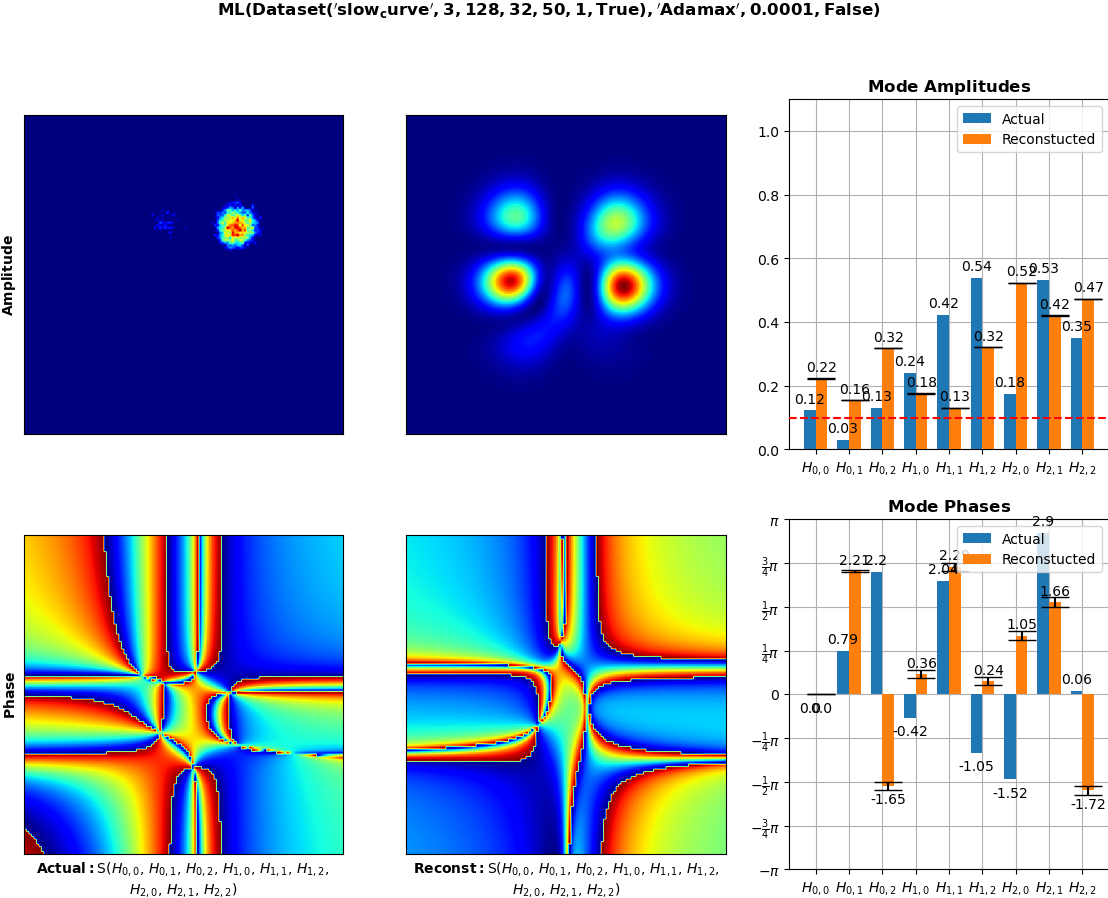 ML(Dataset('slow_curve', 3, 128, 32, 50, 1, True), 'Adamax', 0.0001, False)
Amplitude
Mode Amplitudes
Actual
Reconstucted
1.0
0.8
0.6
0.4
0.2
0.0
0.12 0.03 0.13 0.24 0.42 0.54 0.18 0.53 0.35
0.22 0.16 0.32 0.18 0.13 0.32 0.52 0.42 0.47
H0,0 H0,1 H0,2 H1,0 H1,1 H1,2 H2,0 H2,1 H2,2
Phase
Actual:S(H0,0, H0,1, H0,2, H1,0, H1,1, H1,2,
H2,0, H2,1, H2,2)
Reconst:S(H0,0, H0,1, H0,2, H1,0, H1,1, H1,2,
H2,0, H2,1, H2,2)
Mode Phases
Actual
Reconstucted
π
3/4π
1/2π
1/4π
0
−1/4π
−1/2π
−3/4π
−π
0.0 0.79 2.2 -0.42 2.04 -1.05 -1.52 2.9 0.06
0.0 2.21 -1.65 0.36 0.24 1.05 1.66 -1.72
H0,0 H0,1 H0,2 H1,0 H1,1 H1,2 H2,0 H2,1 H2,2